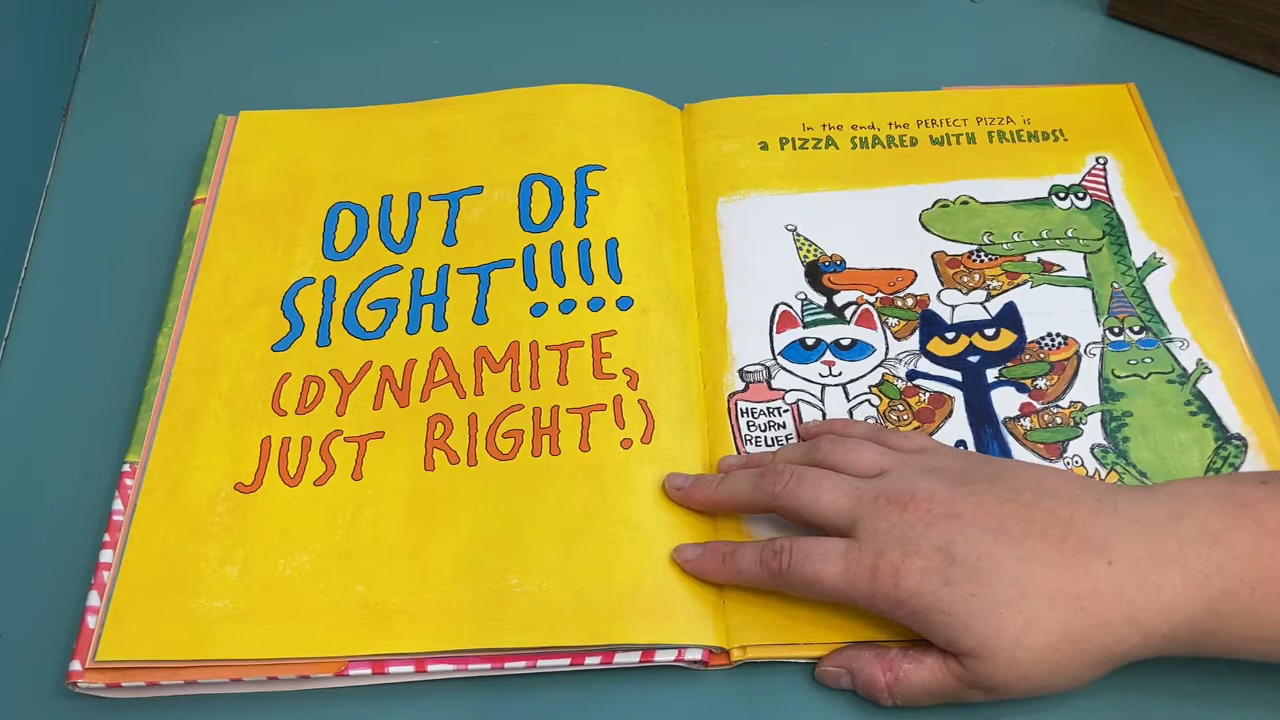 OUT OF
SIGHT!!!!
(DYNAMITE,
JUST RIGHT!)
In the end, the PERFECT PIZZA is
a PIZZA SHARED WITH FRIENDS!
HEART-
BURN
RELIEF